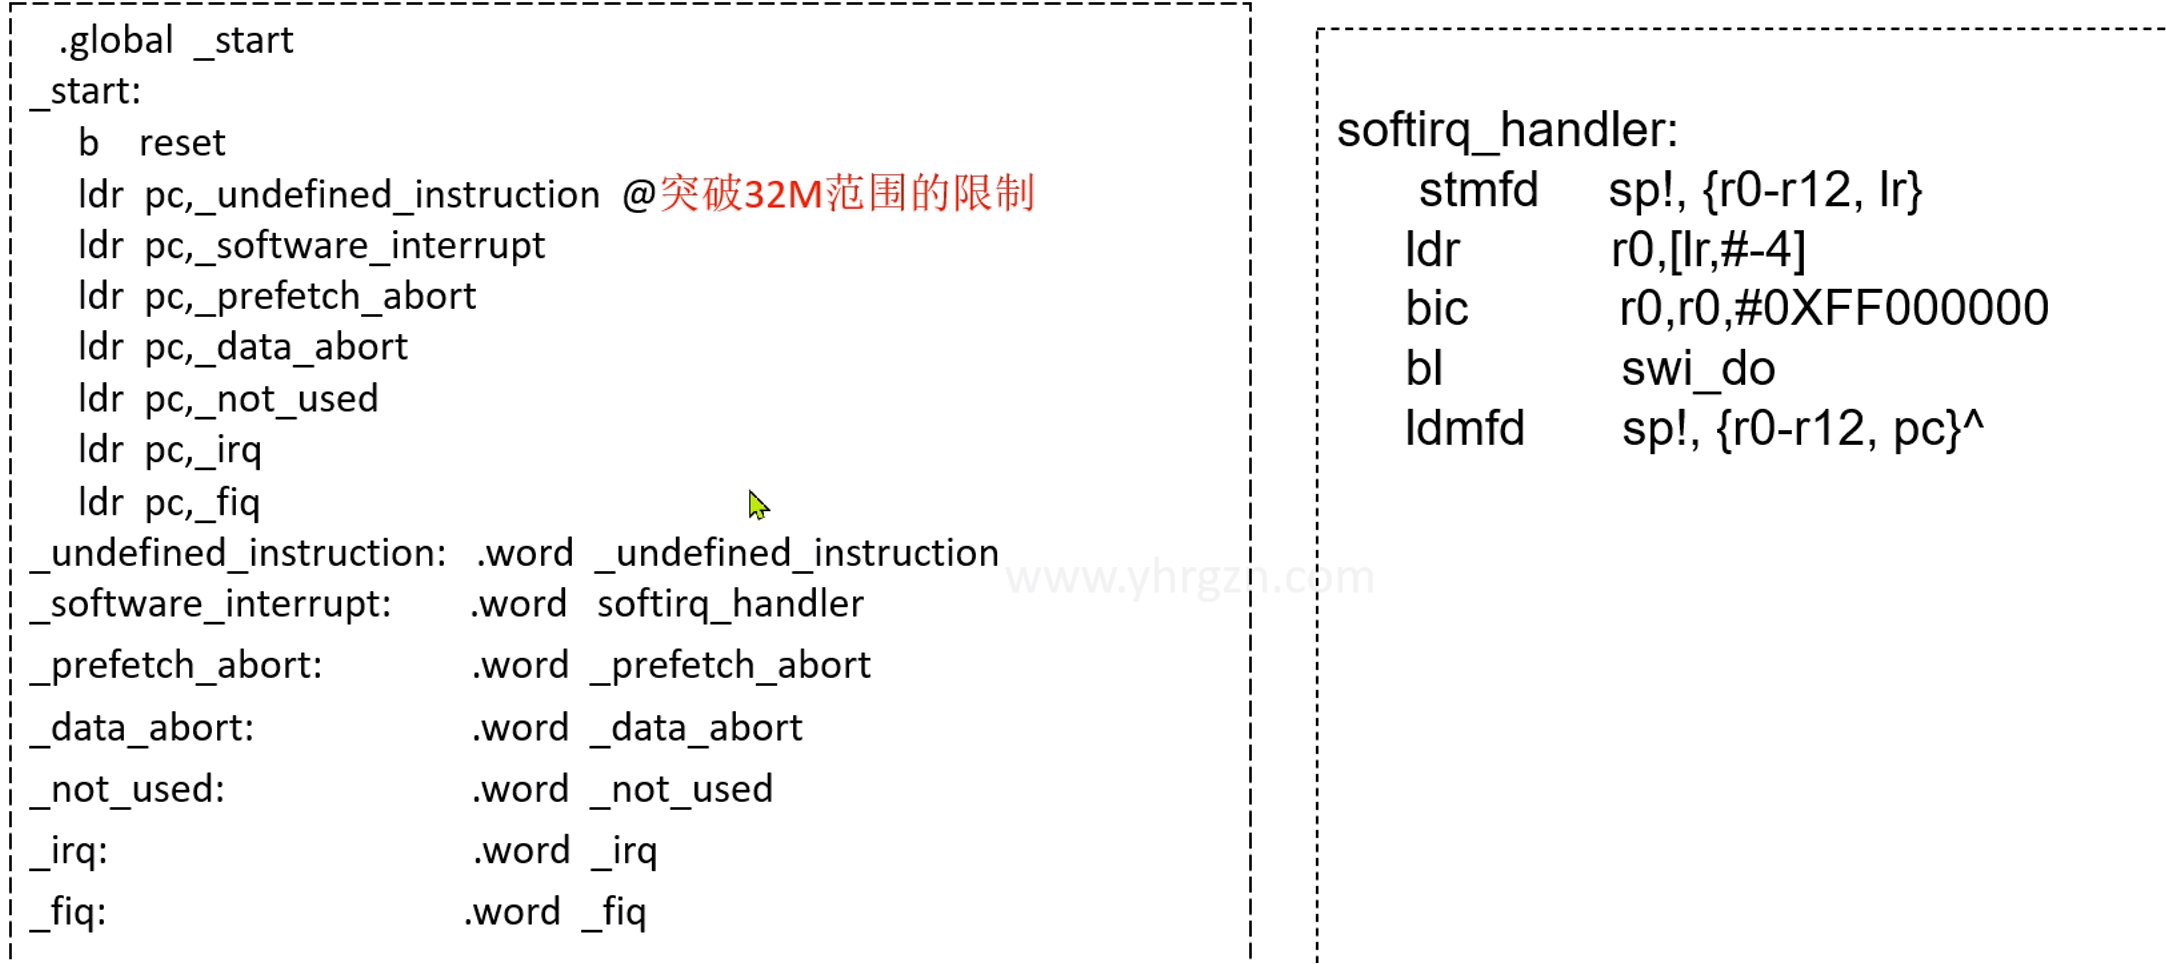 .global _start
_start:
b reset
ldr pc,_undefined_instruction @突破32M范围的限制
ldr pc,_software_interrupt
ldr pc,_prefetch_abort
ldr pc,_data_abort
ldr pc,_not_used
ldr pc,_irq
ldr pc,_fiq
_undefined_instruction: .word _undefined_instruction
_software_interrupt: .word softirq_handler
_prefetch_abort: .word _prefetch_abort
_data_abort: .word _data_abort
_not_used: .word _not_used
_irq: .word _irq
_fiq: .word _fiq
www.yhrgzn.com
softirq_handler:
stmfd sp!, {r0-r12, lr}
ldr r0,[lr,#-4]
bic r0,r0,#0XFF000000
bl swi_do
ldmfd sp!, {r0-r12, pc}^